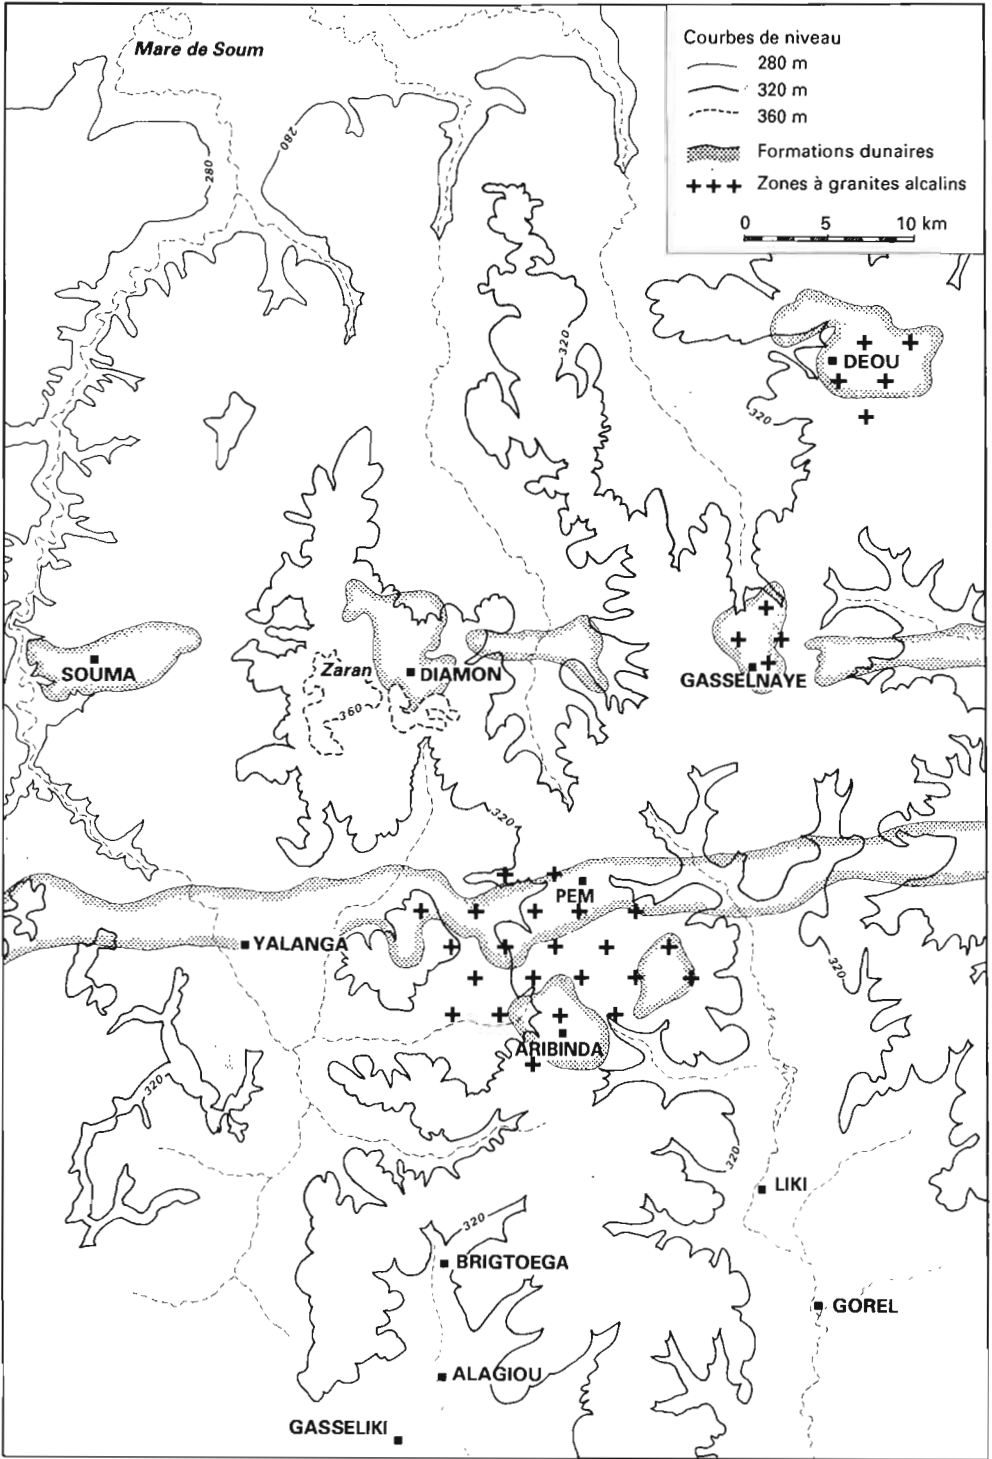 Mare de Soum
Courbes de niveau
280 m
320 m
360 m
Formations dunaires
+++ Zones à granites alcalins
0 5 10 km
280
280
320
DEOU
320
SOUMA
Zaran
DIAMON
360
GASSELNAYE
320
PEM
YALANGA
320
ARIBINDA
320
320
LIKI
320
BRIGTOEGA
GOREL
ALAGIOU
GASSELIKI